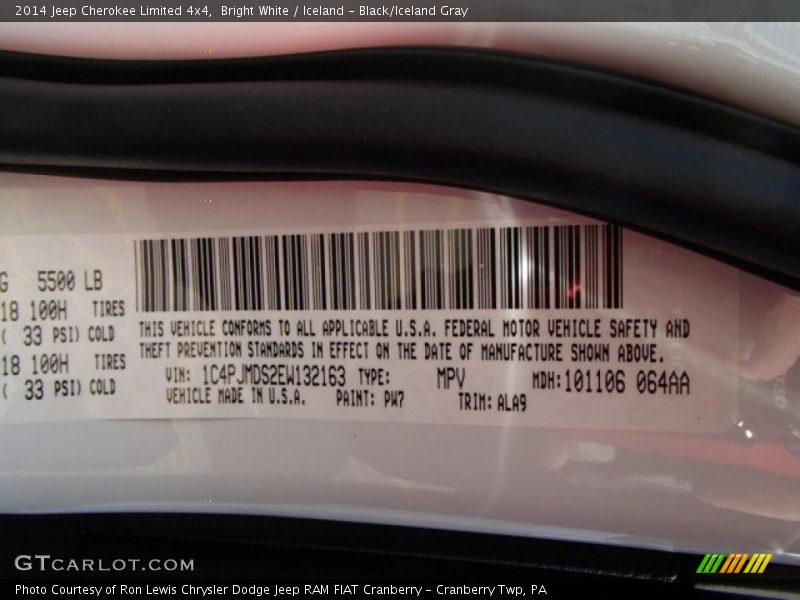 2014 Jeep Cherokee Limited 4x4, Bright White / Iceland - Black/Iceland Gray
G 5500 LB
18 100H TIRES
( 33 PSI) COLD
18 100H TIRES
( 33 PSI) COLD
THIS VEHICLE CONFORMS TO ALL APPLICABLE U.S.A. FEDERAL MOTOR VEHICLE SAFETY AND
THEFT PREVENTION STANDARDS IN EFFECT ON THE DATE OF MANUFACTURE SHOWN ABOVE.
VIN: 1C4PJMDS2EW132163 TYPE: MPV MDH:101106 064AA
VEHICLE MADE IN U.S.A. PAINT: PW7 TRIM: ALA9
GTCARLOT.COM
Photo Courtesy of Ron Lewis Chrysler Dodge Jeep RAM FIAT Cranberry - Cranberry Twp, PA